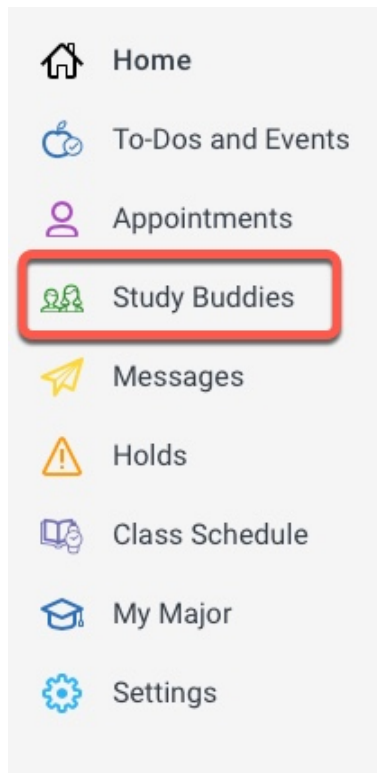 Home
To-Dos and Events
Appointments
Study Buddies
Messages
Holds
Class Schedule
My Major
Settings